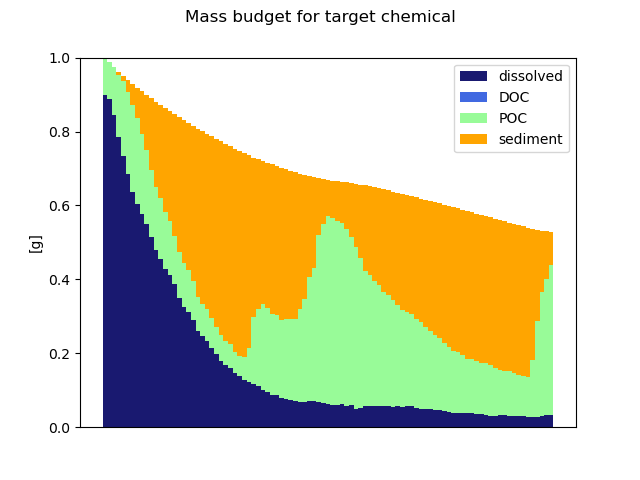 Mass budget for target chemical
1.0
0.8
0.6
0.4
0.2
0.0
[g]
dissolved
DOC
POC
sediment